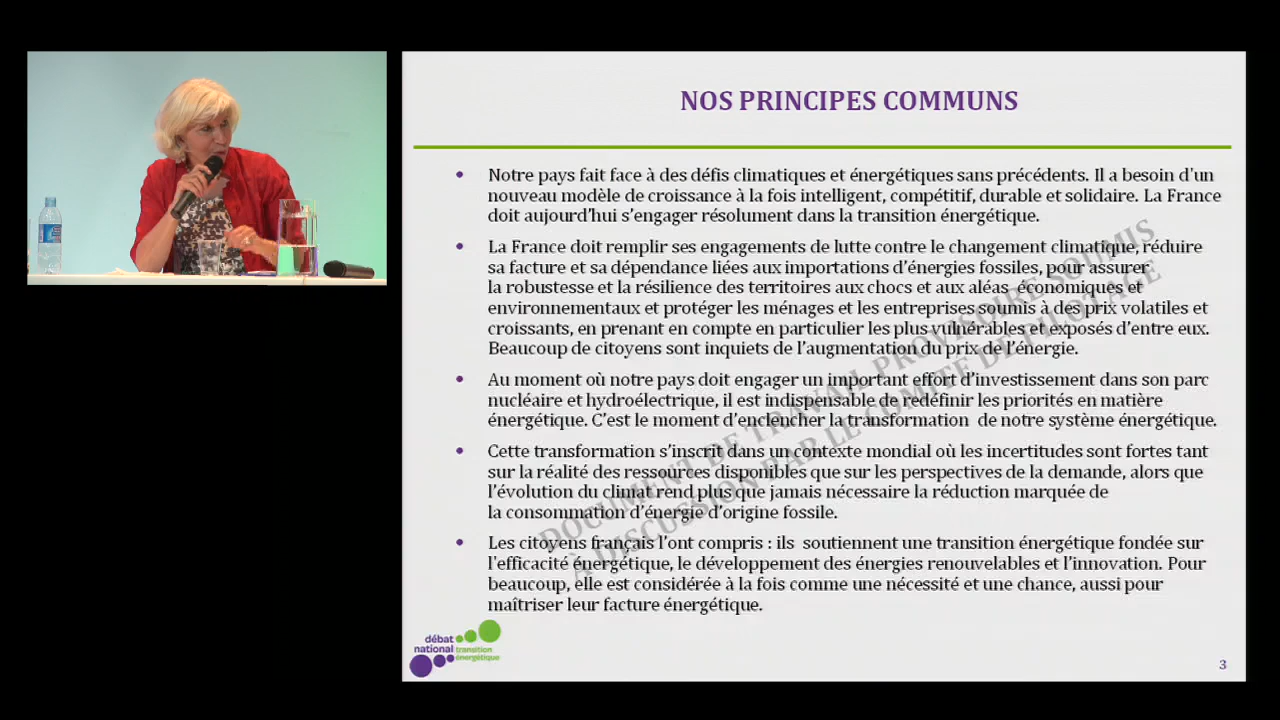 NOS PRINCIPES COMMUNS
• Notre pays fait face à des défis climatiques et énergétiques sans précédents. Il a besoin d'un
nouveau modèle de croissance à la fois intelligent, compétitif, durable et solidaire. La France
doit aujourd'hui s'engager résolument dans la transition énergétique.
• La France doit remplir ses engagements de lutte contre le changement climatique, réduire
sa facture et sa dépendance liées aux importations d'énergies fossiles, pour assurer
la robustesse et la résilience des territoires aux chocs et aux aléas économiques et
environnementaux et protéger les ménages et les entreprises soumis à des prix volatiles et
croissants, en prenant en compte en particulier les plus vulnérables et exposés d'entre eux.
Beaucoup de citoyens sont inquiets de l'augmentation du prix de l'énergie.
• Au moment où notre pays doit engager un important effort d'investissement dans son parc
nucléaire et hydroélectrique, il est indispensable de redéfinir les priorités en matière
énergétique. C'est le moment d'enclencher la transformation de notre système énergétique.
• Cette transformation s'inscrit dans un contexte mondial où les incertitudes sont fortes tant
sur la réalité des ressources disponibles que sur les perspectives de la demande, alors que
l'évolution du climat rend plus que jamais nécessaire la réduction marquée de
la consommation d'énergie d'origine fossile.
• Les citoyens français l'ont compris : ils soutiennent une transition énergétique fondée sur
l'efficacité énergétique, le développement des énergies renouvelables et l'innovation. Pour
beaucoup, elle est considérée à la fois comme une nécessité et une chance, aussi pour
maîtriser leur facture énergétique.
DOCUMENT DE TRAVAIL PROVISOIRE SOUMIS
À DISCUSSION PAR LE COMITE DE PILOTAGE
débat
national transition
énergétique
3